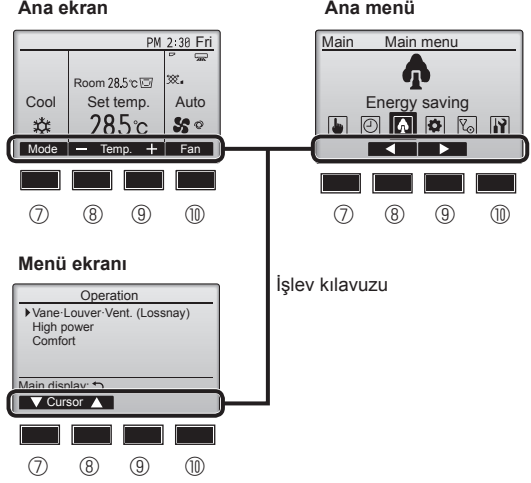 Ana ekran
PM 2:30 Fri
Room 28.5°C
Cool Set temp. Auto
28.5°C
Mode − Temp. + Fan
⑦ ⑧ ⑨ ⑩
Ana menü
Main Main menu
Energy saving
⑦ ⑧ ⑨ ⑩
İşlev kılavuzu
Menü ekranı
Operation
Vane·Louver·Vent. (Lossnay)
High power
Comfort
Main display:
Cursor
⑦ ⑧ ⑨ ⑩